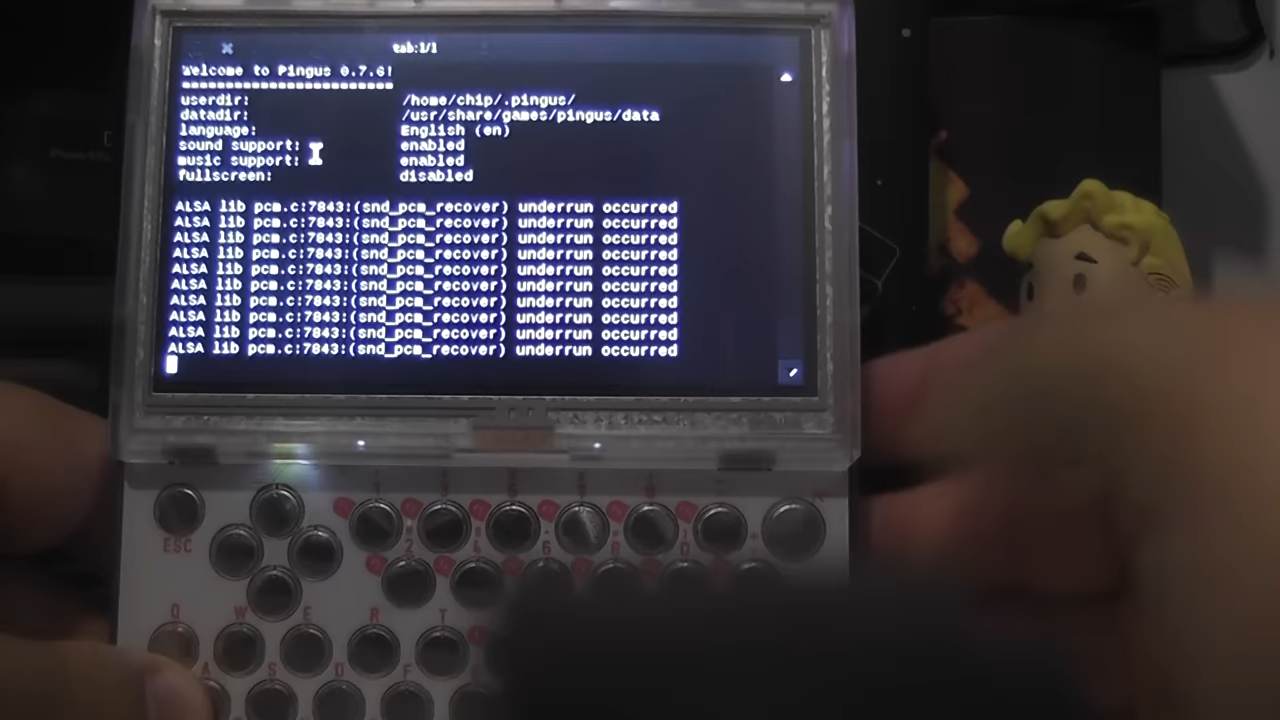 tab:1/1
Welcome to Pingus 0.7.6!
========================
userdir: /home/chip/.pingus/
datadir: /usr/share/games/pingus/data
language: English (en)
sound support: enabled
music support: enabled
fullscreen: disabled
ALSA lib pcm.c:7843:(snd_pcm_recover) underrun occurred
ALSA lib pcm.c:7843:(snd_pcm_recover) underrun occurred
ALSA lib pcm.c:7843:(snd_pcm_recover) underrun occurred
ALSA lib pcm.c:7843:(snd_pcm_recover) underrun occurred
ALSA lib pcm.c:7843:(snd_pcm_recover) underrun occurred
ALSA lib pcm.c:7843:(snd_pcm_recover) underrun occurred
ALSA lib pcm.c:7843:(snd_pcm_recover) underrun occurred
ALSA lib pcm.c:7843:(snd_pcm_recover) underrun occurred
ALSA lib pcm.c:7843:(snd_pcm_recover) underrun occurred
ALSA lib pcm.c:7843:(snd_pcm_recover) underrun occurred
ESC
2 4 6 8 0
Q W E R T
A S D F